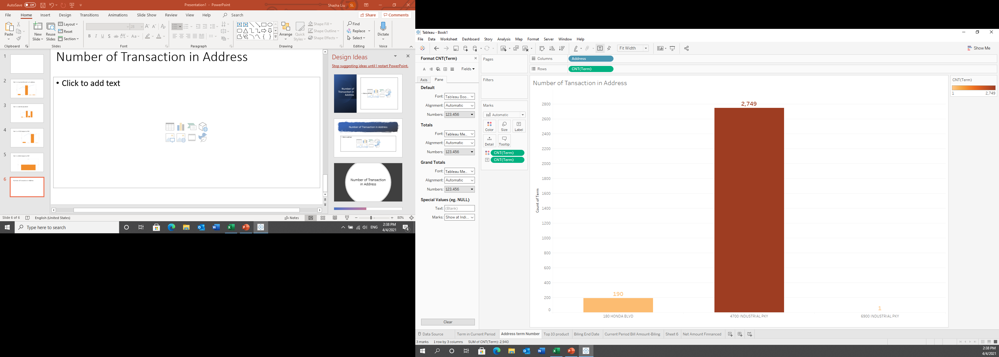 AutoSave Off
Presentation1 - PowerPoint
Shasha Liu SL
File Home Insert Design Transitions Animations Slide Show Review View Help Search
Share Comments
Paste
Clipboard
New Slide
Reuse Slides
Layout
Reset
Section
Slides
28
Font
Paragraph
Arrange
Quick Styles
Shape Fill
Shape Outline
Shape Effects
Drawing
Find
Replace
Select
Editing
Dictate
Voice
1
2
3
4
5
6
Number of Transaction in Address
• Click to add text
Design Ideas
Stop suggesting ideas until I restart PowerPoint.
Number of
Transaction in
Address
Number of Transaction in Address
Number of Transaction
in Address
Slide 6 of 6 English (United States)
Notes
80%
Type here to search
ENG
2:38 PM
4/4/2021
4
Tableau - Book1
File Data Worksheet Dashboard Story Analysis Map Format Server Window Help
Fit Width
Show Me
Format CNT(Term)
Fields
Axis Pane
Default
Font: Tableau Boo..
Alignment: Automatic
Numbers: 123,456
Totals
Font: Tableau Me..
Alignment: Automatic
Numbers: 123,456
Grand Totals
Font: Tableau Me..
Alignment: Automatic
Numbers: 123,456
Special Values (eg. NULL)
Text: (Blank)
Marks: Show at Indi...
Clear
Pages
Filters
Marks
Automatic
Color Size Label
Detail Tooltip
CNT(Term)
CNT(Term)
Columns Address
Rows CNT(Term)
Number of Tansaction in Address
2800
2600
2400
2200
2000
1800
1600
1400
1200
1000
800
600
400
200
0
Count of Term
190
2,749
1
180 HONDA BLVD
4700 INDUSTRIAL PKY
6900 INDUSTRIAL PKY
CNT(Term)
1 2,749
Data Source Term in Current Period Address term Number Top 10 product Biling End Date Current Period Bill Amount-Biling Sheet 6 Net Amount Finnanced
3 marks 1 row by 3 columns SUM of CNT(Term): 2,940
2:38 PM
4/4/2021